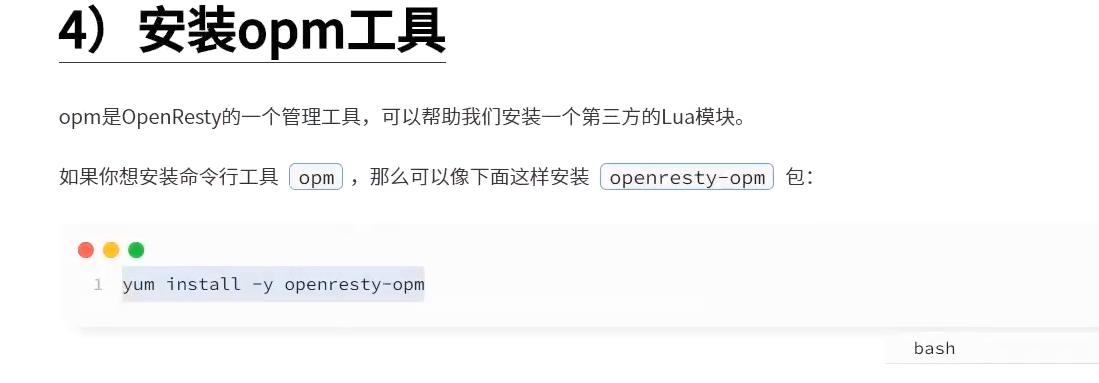 4）安装opm工具
opm是OpenResty的一个管理工具，可以帮助我们安装一个第三方的Lua模块。
如果你想安装命令行工具 opm ，那么可以像下面这样安装 openresty-opm 包：
1 yum install -y openresty-opm
bash